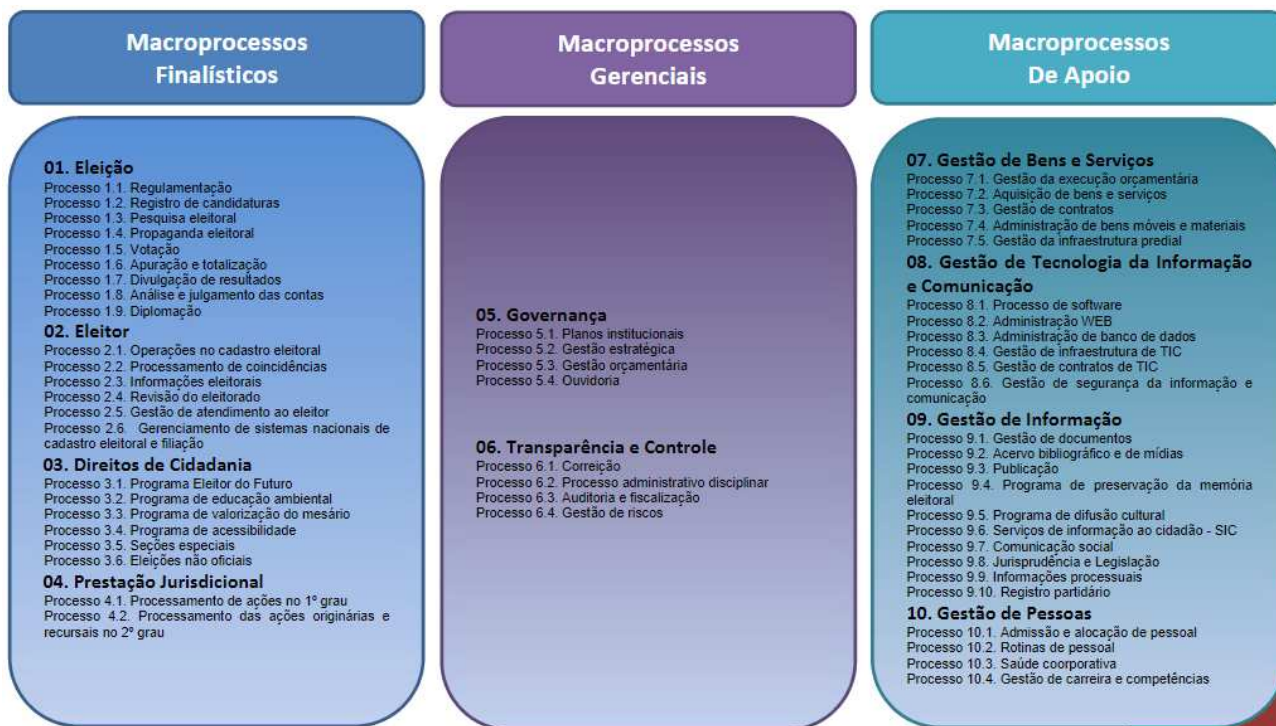 Macroprocessos
Finalísticos
01. Eleição
Processo 1.1. Regulamentação
Processo 1.2. Registro de candidaturas
Processo 1.3. Pesquisa eleitoral
Processo 1.4. Propaganda eleitoral
Processo 1.5. Votação
Processo 1.6. Apuração e totalização
Processo 1.7. Divulgação de resultados
Processo 1.8. Análise e julgamento das contas
Processo 1.9. Diplomação
02. Eleitor
Processo 2.1. Operações no cadastro eleitoral
Processo 2.2. Processamento de coincidências
Processo 2.3. Informações eleitorais
Processo 2.4. Revisão do eleitorado
Processo 2.5. Gestão de atendimento ao eleitor
Processo 2.6. Gerenciamento de sistemas nacionais de
cadastro eleitoral e filiação
03. Direitos de Cidadania
Processo 3.1. Programa Eleitor do Futuro
Processo 3.2. Programa de educação ambiental
Processo 3.3. Programa de valorização do mesário
Processo 3.4. Programa de acessibilidade
Processo 3.5. Seções especiais
Processo 3.6. Eleições não oficiais
04. Prestação Jurisdicional
Processo 4.1. Processamento de ações no 1º grau
Processo 4.2. Processamento das ações originárias e
recursais no 2º grau
Macroprocessos
Gerenciais
05. Governança
Processo 5.1. Planos institucionais
Processo 5.2. Gestão estratégica
Processo 5.3. Gestão orçamentária
Processo 5.4. Ouvidoria
06. Transparência e Controle
Processo 6.1. Correição
Processo 6.2. Processo administrativo disciplinar
Processo 6.3. Auditoria e fiscalização
Processo 6.4. Gestão de riscos
Macroprocessos
De Apoio
07. Gestão de Bens e Serviços
Processo 7.1. Gestão da execução orçamentária
Processo 7.2. Aquisição de bens e serviços
Processo 7.3. Gestão de contratos
Processo 7.4. Administração de bens móveis e materiais
Processo 7.5. Gestão da infraestrutura predial
08. Gestão de Tecnologia da Informação
e Comunicação
Processo 8.1. Processo de software
Processo 8.2. Administração WEB
Processo 8.3. Administração de banco de dados
Processo 8.4. Gestão de infraestrutura de TIC
Processo 8.5. Gestão de contratos de TIC
Processo 8.6. Gestão de segurança da informação e
comunicação
09. Gestão de Informação
Processo 9.1. Gestão de documentos
Processo 9.2. Acervo bibliográfico e de mídias
Processo 9.3. Publicação
Processo 9.4. Programa de preservação da memória
eleitoral
Processo 9.5. Programa de difusão cultural
Processo 9.6. Serviços de informação ao cidadão - SIC
Processo 9.7. Comunicação social
Processo 9.8. Jurisprudência e Legislação
Processo 9.9. Informações processuais
Processo 9.10. Registro partidário
10. Gestão de Pessoas
Processo 10.1. Admissão e alocação de pessoal
Processo 10.2. Rotinas de pessoal
Processo 10.3. Saúde coorporativa
Processo 10.4. Gestão de carreira e competências